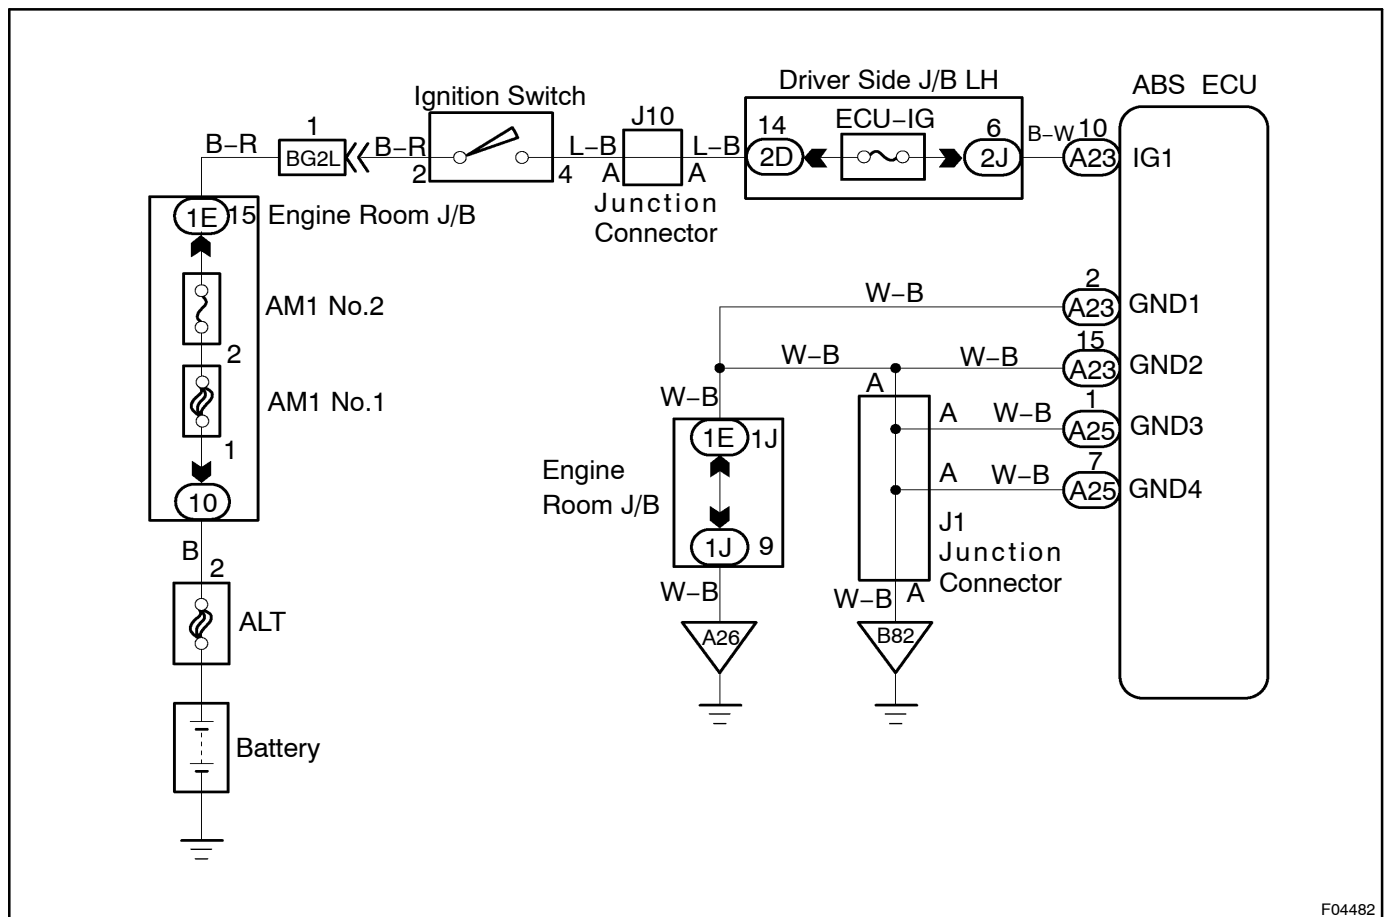 Driver Side J/B LH
ABS ECU
Ignition Switch
J10
14
ECU-IG
6
B-W
10
1
B-R
BG2L
B-R
2
4
L-B
L-B
A
A
2D
2J
A23
IG1
Junction
Connector
1E
15
Engine Room J/B
AM1 No.2
2
AM1 No.1
1
10
B
2
ALT
Battery
W-B
2
A23
GND1
W-B
W-B
15
A23
GND2
W-B
A
A
W-B
1
A25
GND3
1E
1J
A
W-B
7
A25
GND4
Engine
Room J/B
1J
9
J1
Junction
Connector
W-B
W-B
A
A26
B82
F04482